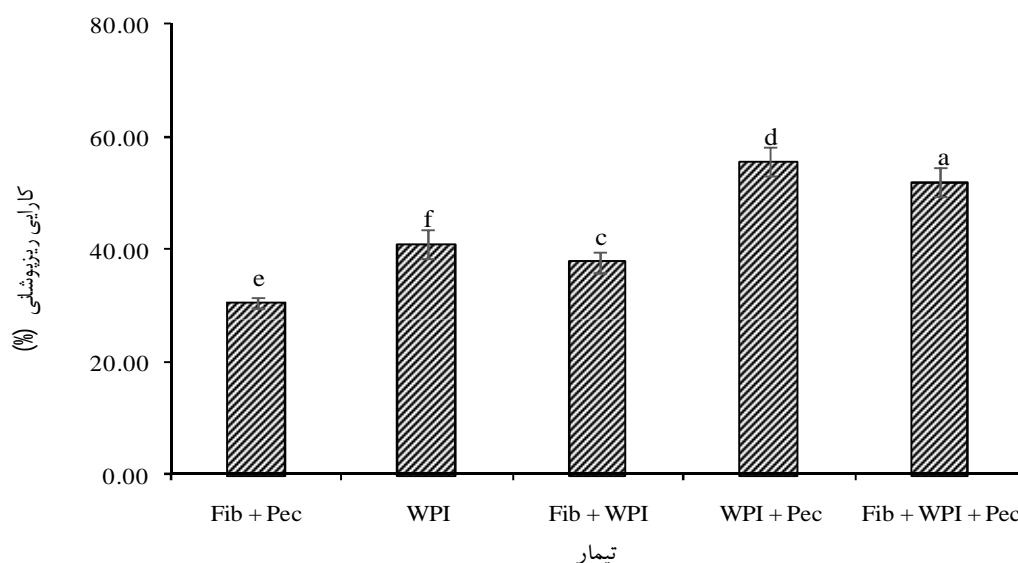 80.00
60.00
40.00
20.00
0.00
کارایی ریزپوشانی (%)
e
f
c
d
a
Fib + Pec
WPI
Fib + WPI
WPI + Pec
Fib + WPI + Pec
تیمار